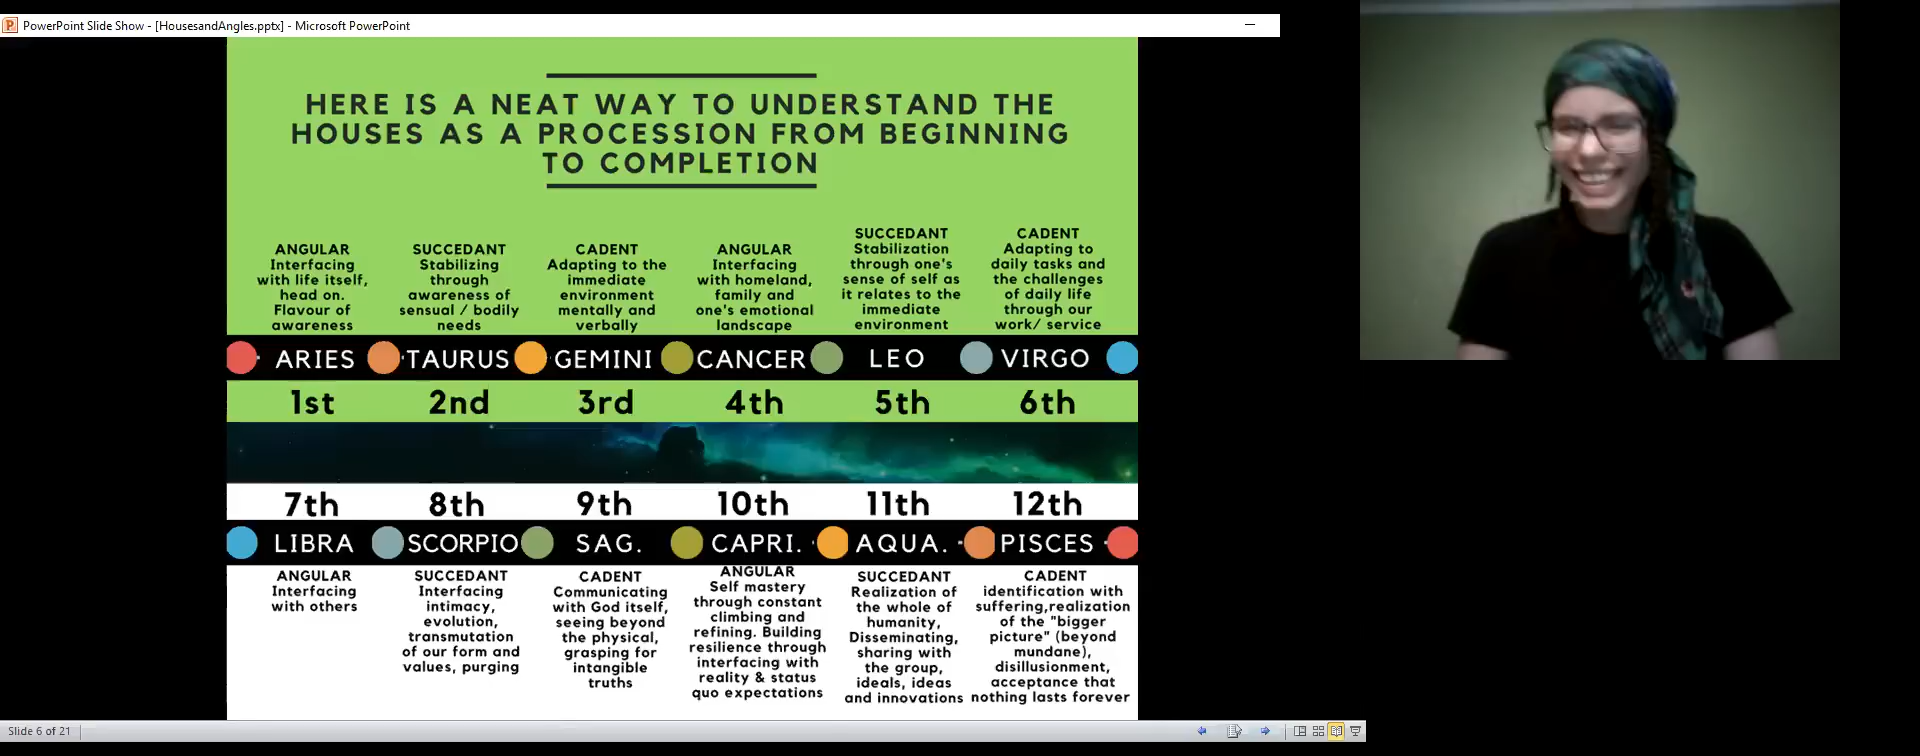 PowerPoint Slide Show - [HousesandAngles.pptx] - Microsoft PowerPoint
HERE IS A NEAT WAY TO UNDERSTAND THE
HOUSES AS A PROCESSION FROM BEGINNING
TO COMPLETION
ANGULAR
Interfacing
with life itself,
head on.
Flavour of
awareness
SUCCEDANT
Stabilizing
through
awareness of
sensual / bodily
needs
CADENT
Adapting to the
immediate
environment
mentally and
verbally
ANGULAR
Interfacing
with homeland,
family and
one's emotional
landscape
SUCCEDANT
Stabilization
through one's
sense of self as
it relates to the
immediate
environment
CADENT
Adapting to
daily tasks and
the challenges
of daily life
through our
work/ service
ARIES TAURUS GEMINI CANCER LEO VIRGO
1st 2nd 3rd 4th 5th 6th
7th 8th 9th 10th 11th 12th
LIBRA SCORPIO SAG. CAPRI. AQUA. PISCES
ANGULAR
Interfacing
with others
SUCCEDANT
Interfacing
intimacy,
evolution,
transmutation
of our form and
values, purging
CADENT
Communicating
with God itself,
seeing beyond
the physical,
grasping for
intangible
truths
ANGULAR
Self mastery
through constant
climbing and
refining. Building
resilience through
interfacing with
reality & status
quo expectations
SUCCEDANT
Realization of
the whole of
humanity,
Disseminating,
sharing with
the group,
ideals, ideas
and innovations
CADENT
identification with
suffering,realization
of the "bigger
picture" (beyond
mundane),
disillusionment,
acceptance that
nothing lasts forever
Slide 6 of 21